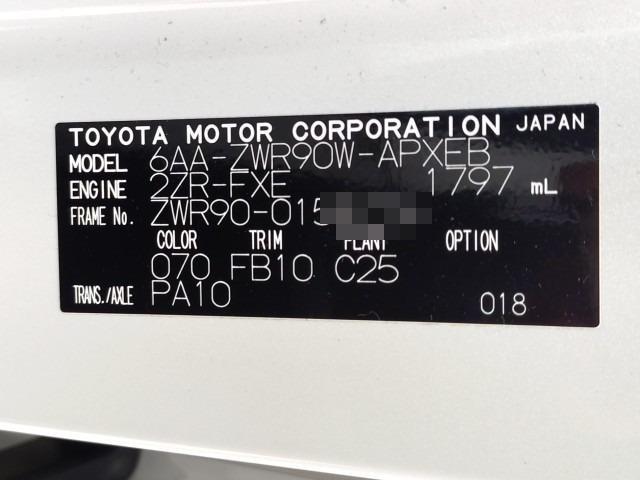 TOYOTA MOTOR CORPORATION JAPAN
MODEL 6AA-ZWR90W-APXEB
ENGINE 2ZR-FXE 1797 mL
FRAME No. ZWR90-015
COLOR TRIM PLANT OPTION
070 FB10 C25
TRANS./AXLE PA10 018